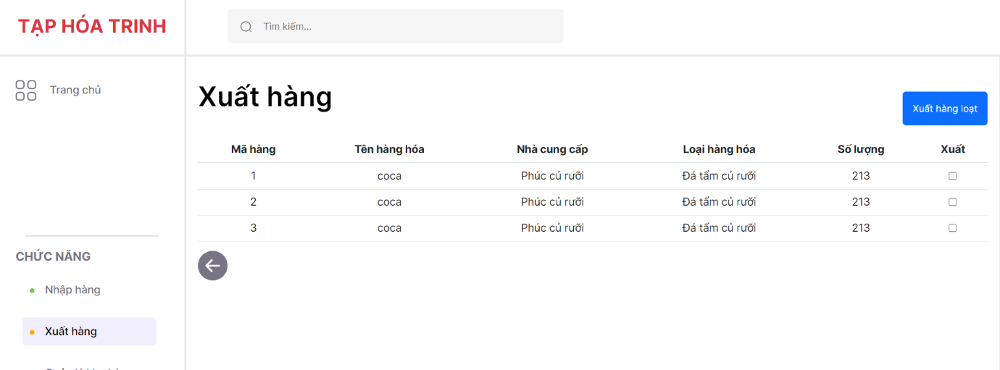 TẠP HÓA TRINH
Tìm kiếm...
Trang chủ
Xuất hàng
Xuất hàng loạt
Mã hàng Tên hàng hóa Nhà cung cấp Loại hàng hóa Số lượng Xuất
1 coca Phúc củ rưỡi Đá tẩm củ rưỡi 213
2 coca Phúc củ rưỡi Đá tẩm củ rưỡi 213
3 coca Phúc củ rưỡi Đá tẩm củ rưỡi 213
CHỨC NĂNG
Nhập hàng
Xuất hàng